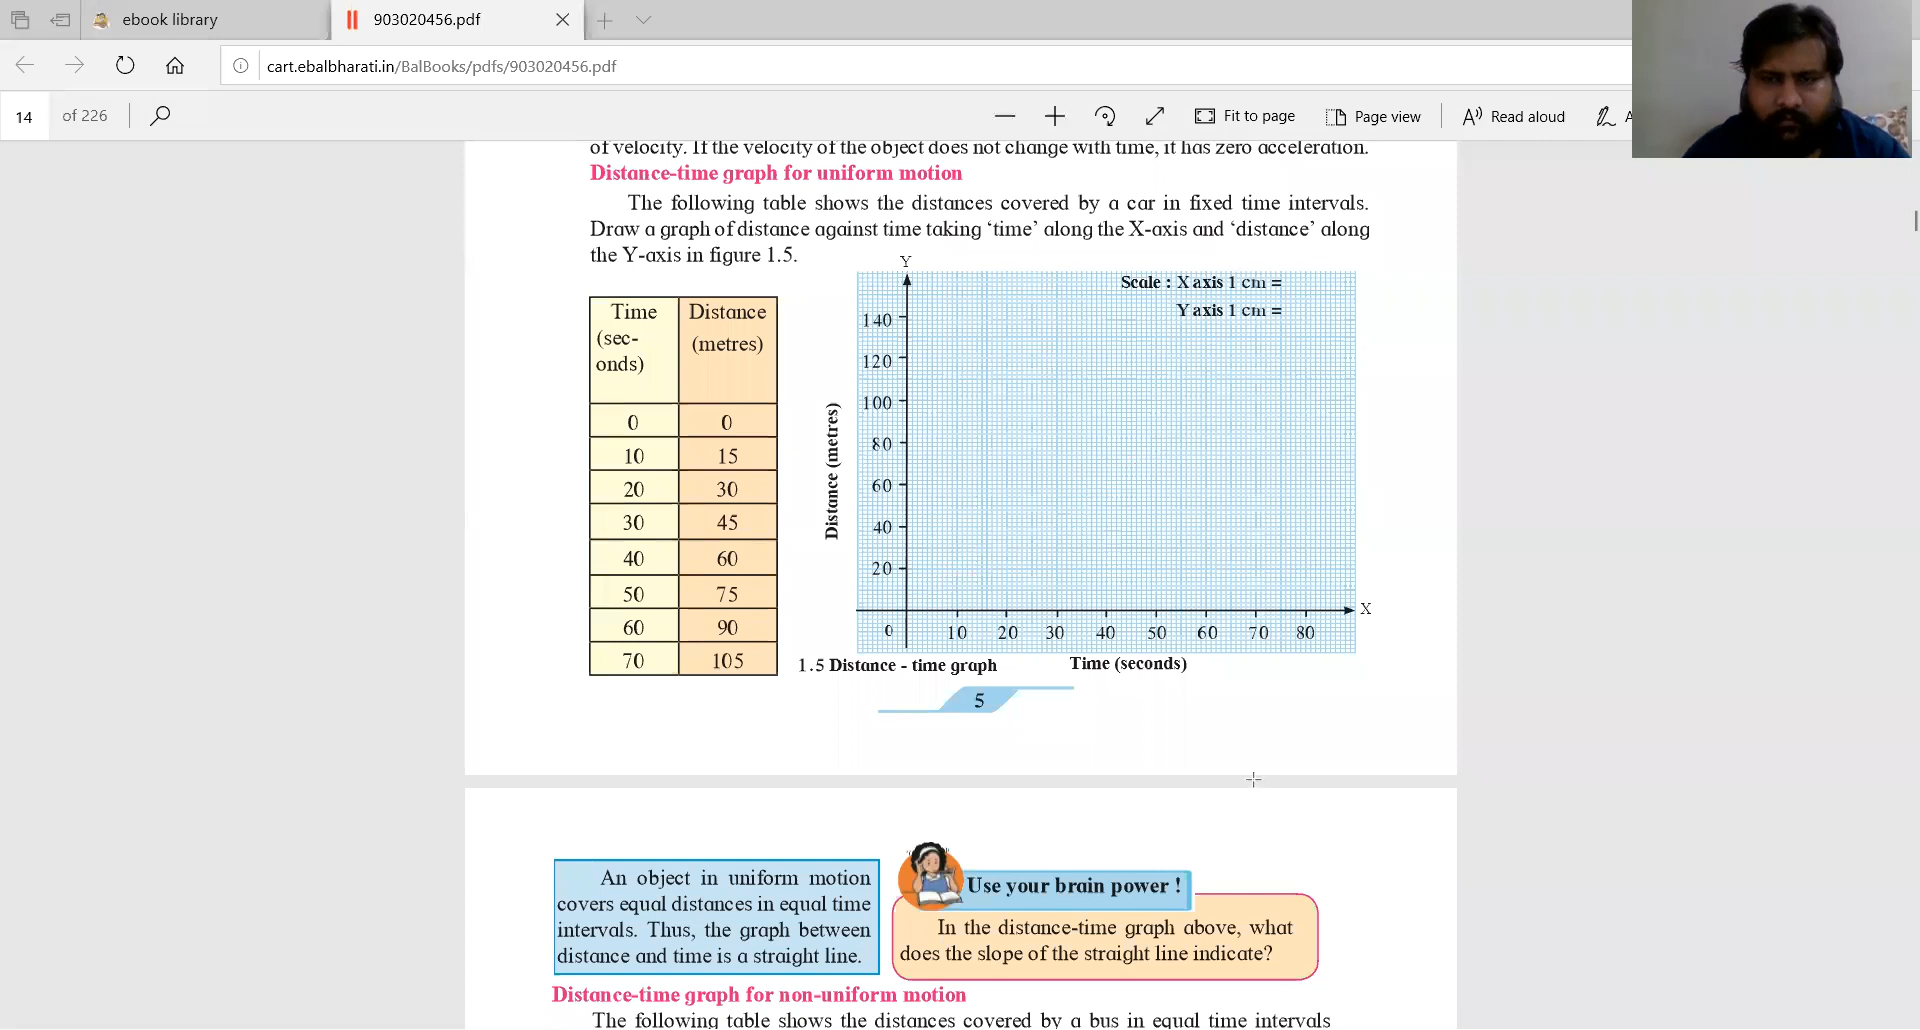 ebook library
903020456.pdf
cart.ebalbharati.in/BalBooks/pdfs/903020456.pdf
14 of 226
Fit to page
Page view
Read aloud
of velocity. If the velocity of the object does not change with time, it has zero acceleration.
Distance-time graph for uniform motion
The following table shows the distances covered by a car in fixed time intervals.
Draw a graph of distance against time taking ‘time’ along the X-axis and ‘distance’ along
the Y-axis in figure 1.5.
Time (sec-onds) Distance (metres)
0 0
10 15
20 30
30 45
40 60
50 75
60 90
70 105
Y
Scale : X axis 1 cm =
Y axis 1 cm =
140
120
100
80
60
40
20
Distance (metres)
X
0 10 20 30 40 50 60 70 80
1.5 Distance - time graph
Time (seconds)
5
An object in uniform motion
covers equal distances in equal time
intervals. Thus, the graph between
distance and time is a straight line.
Use your brain power !
In the distance-time graph above, what
does the slope of the straight line indicate?
Distance-time graph for non-uniform motion
The following table shows the distances covered by a bus in equal time intervals